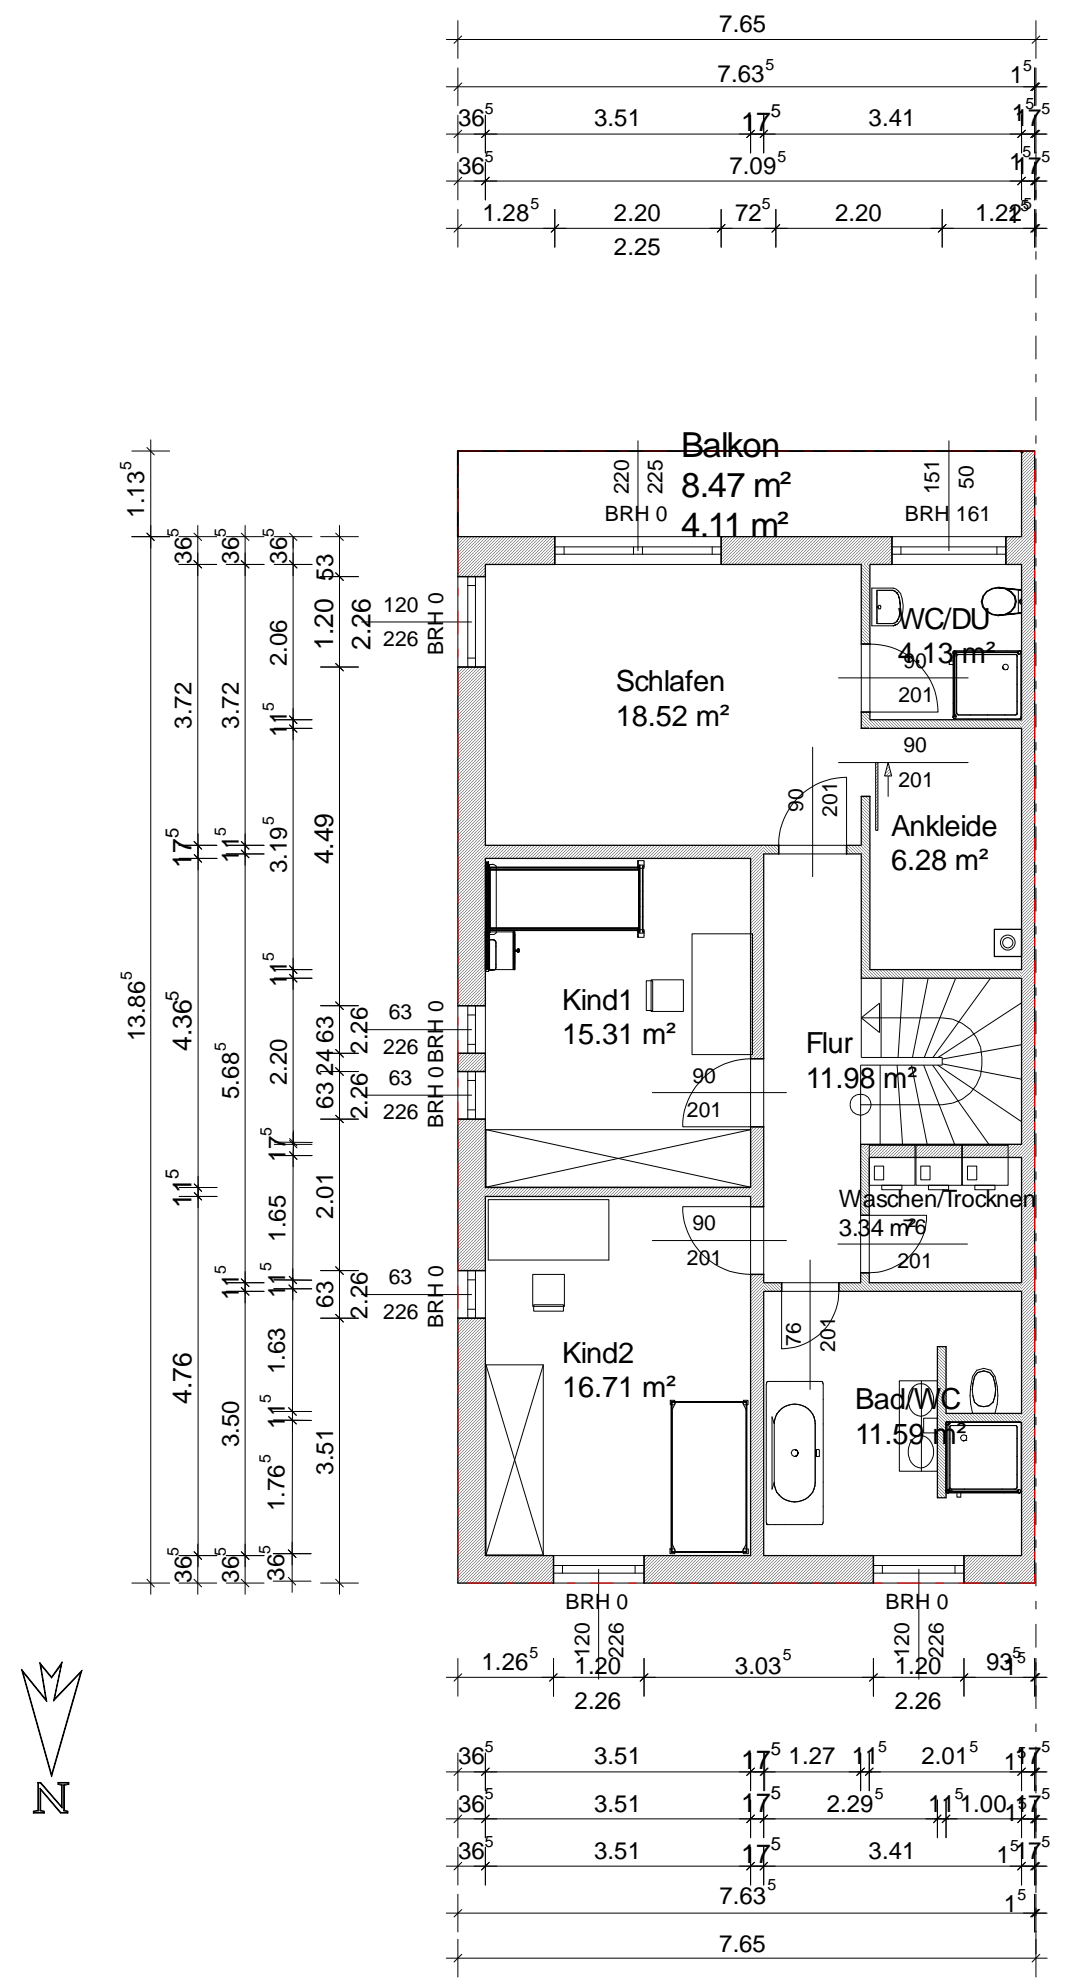 7.65
7.63⁵ 1⁵
36⁵ 3.51 17⁵ 3.41 1⁵ 17⁵
36⁵ 7.09⁵ 1⁵ 17⁵
1.28⁵ 2.20 72⁵ 2.20 1.22⁵
2.25
Balkon
8.47 m²
4.11 m²
220
225
BRH 0
151
50
BRH 161
1.13⁵
13.86⁵
36⁵
3.72
17⁵
4.36⁵
11⁵
4.76
36⁵
36⁵
3.72
11⁵
5.68⁵
11⁵
3.50
36⁵
36⁵
2.06
11⁵
3.19⁵
11⁵
2.20
17⁵
1.65
11⁵
1.63
11⁵
1.76⁵
36⁵
53
1.20
2.26
4.49
63
2.26
24
63
2.26
2.01
63
2.26
3.51
120
226
BRH 0
63
226
BRH 0
63
226
BRH 0
63
226
BRH 0
WC/DU
4.13 m²
90
201
Schlafen
18.52 m²
90
201
90
201
Ankleide
6.28 m²
Kind1
15.31 m²
90
201
Flur
11.98 m²
Waschen/Trocknen
3.34 m²
76
201
90
201
76
201
Kind2
16.71 m²
Bad/WC
11.59 m²
BRH 0
120
226
BRH 0
120
226
1.26⁵ 1.20 3.03⁵ 1.20 93⁵ 1⁵
2.26 2.26
36⁵ 3.51 17⁵ 1.27 11⁵ 2.01⁵ 1⁵ 17⁵
36⁵ 3.51 17⁵ 2.29⁵ 11⁵ 1.00 1⁵ 17⁵
36⁵ 3.51 17⁵ 3.41 1⁵ 17⁵
7.63⁵ 1⁵
7.65
N